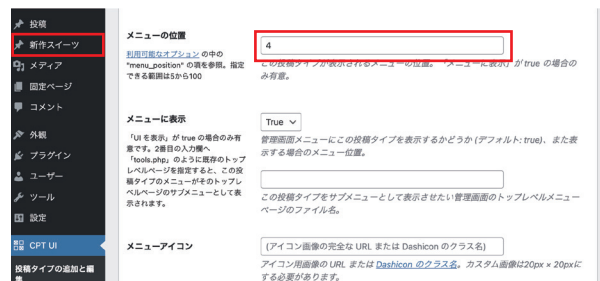 投稿
新作スイーツ
メディア
固定ページ
コメント
外観
プラグイン
ユーザー
ツール
設定
CPT UI
投稿タイプの追加と編
集
メニューの位置
利用可能なオプション の中の
"menu_position" の項を参照。指定
できる範囲は5から100
4
この投稿タイプが表示されるメニューの位置。「メニューに表示」が true の場合の
み有意。
メニューに表示
「UI を表示」が true の場合のみ有
意です。2番目の入力欄へ
「tools.php」のように既存のトップ
レベルページを指定すると、この投
稿タイプのメニューがそのトップレ
ベルページのサブメニューとして表
示されます。
True
管理画面メニューにこの投稿タイプを表示するかどうか (デフォルト: true)、また表
示する場合のメニュー位置。
この投稿タイプをサブメニューとして表示させたい管理画面のトップレベルメニュー
ページのファイル名。
メニューアイコン
(アイコン画像の完全な URL または Dashicon のクラス名)
アイコン用画像の URL または Dashicon のクラス名。カスタム画像は20px × 20pxに
する必要があります。